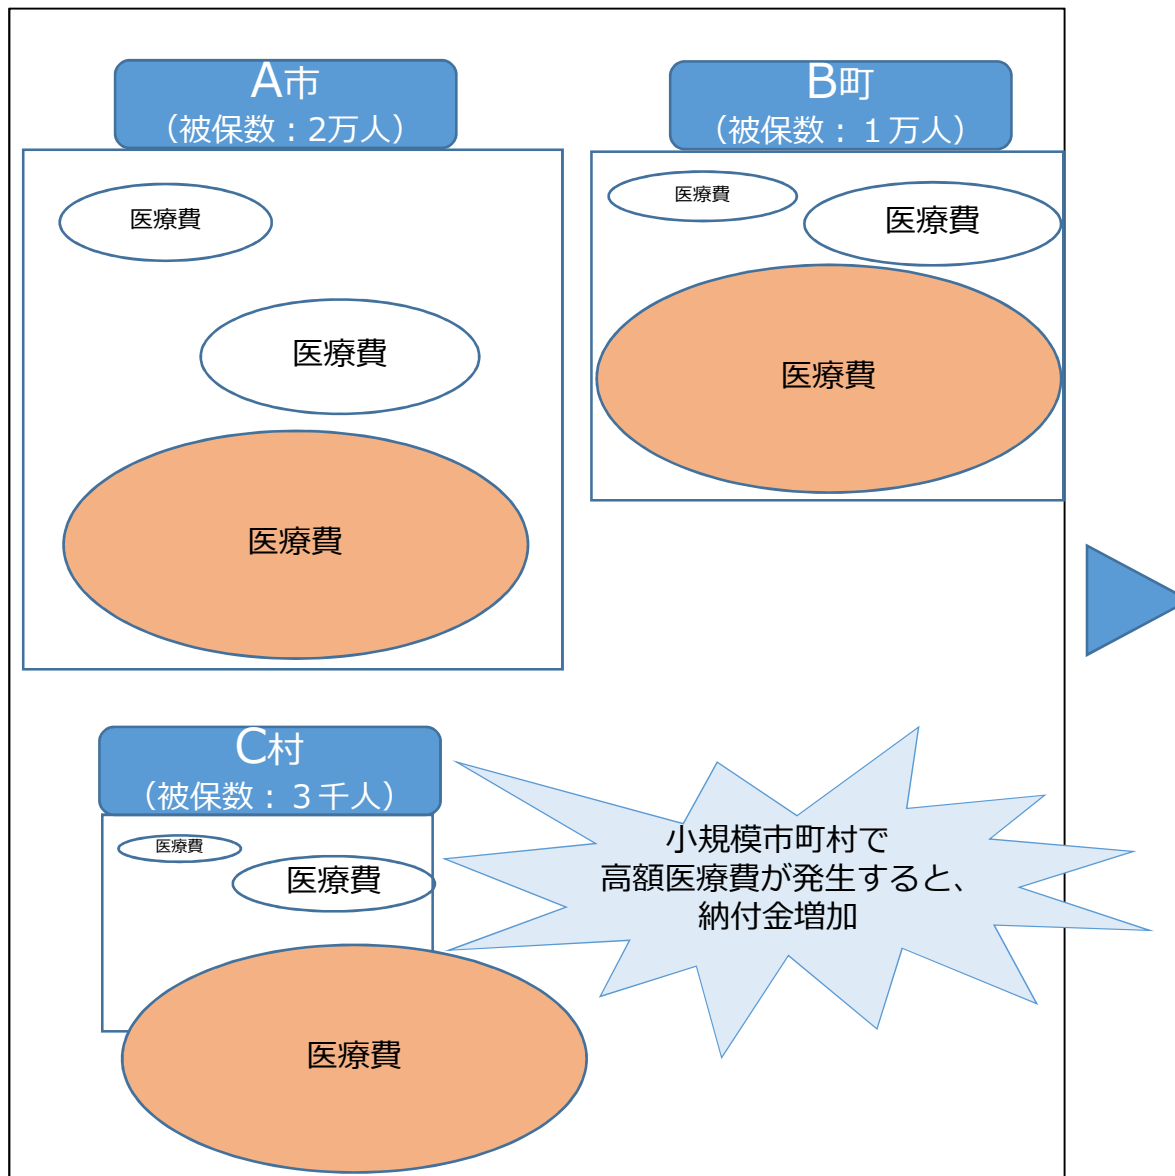 A市
（被保数：2万人）
医療費
医療費
医療費
B町
（被保数：１万人）
医療費
医療費
医療費
C村
（被保数：３千人）
医療費
医療費
医療費
小規模市町村で
高額医療費が発生すると、
納付金増加